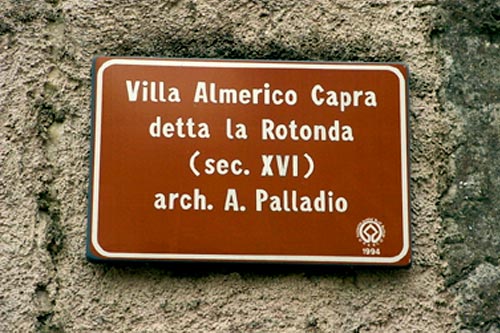 Villa Almerico Capra
detta la Rotonda
(sec. XVI)
arch. A. Palladio
1994